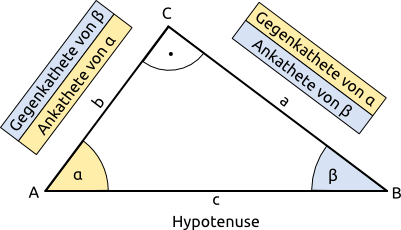 C
Gegenkathete von β
Ankathete von α
Gegenkathete von α
Ankathete von β
b
a
A
α
β
B
c
Hypotenuse